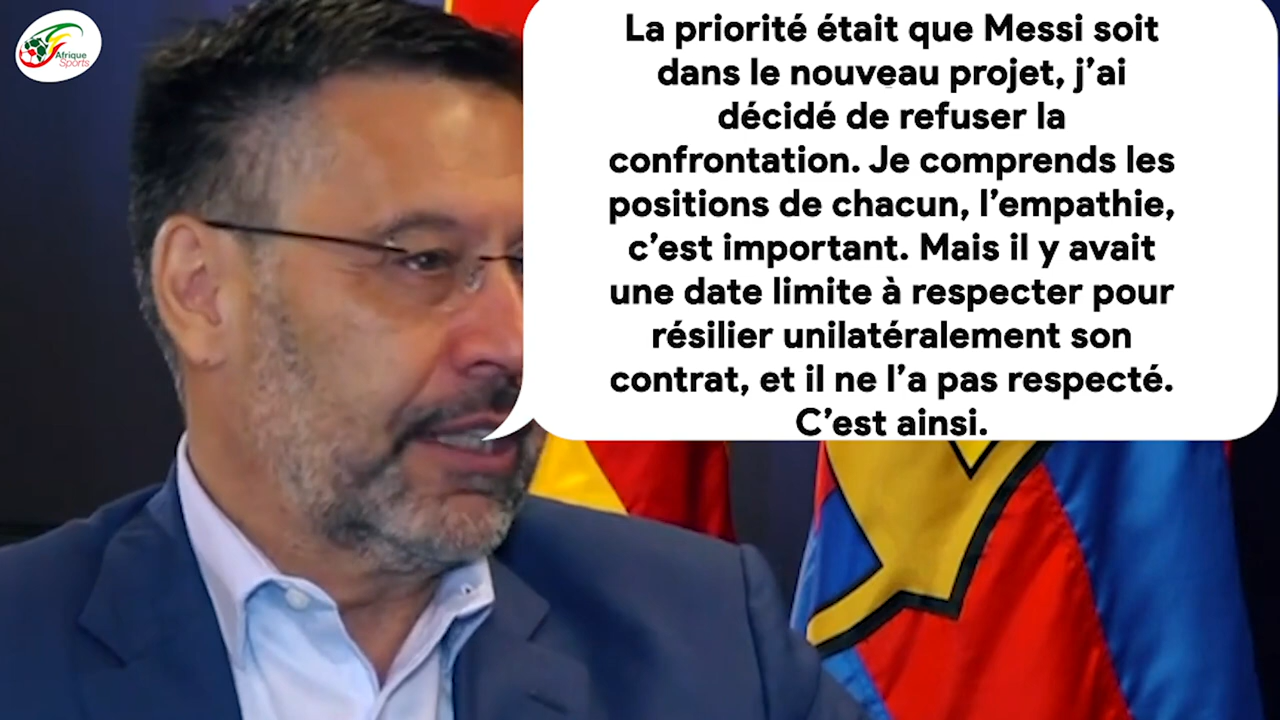 Afrique
Sports
La priorité était que Messi soit
dans le nouveau projet, j’ai
décidé de refuser la
confrontation. Je comprends les
positions de chacun, l’empathie,
c’est important. Mais il y avait
une date limite à respecter pour
résilier unilatéralement son
contrat, et il ne l’a pas respecté.
C’est ainsi.